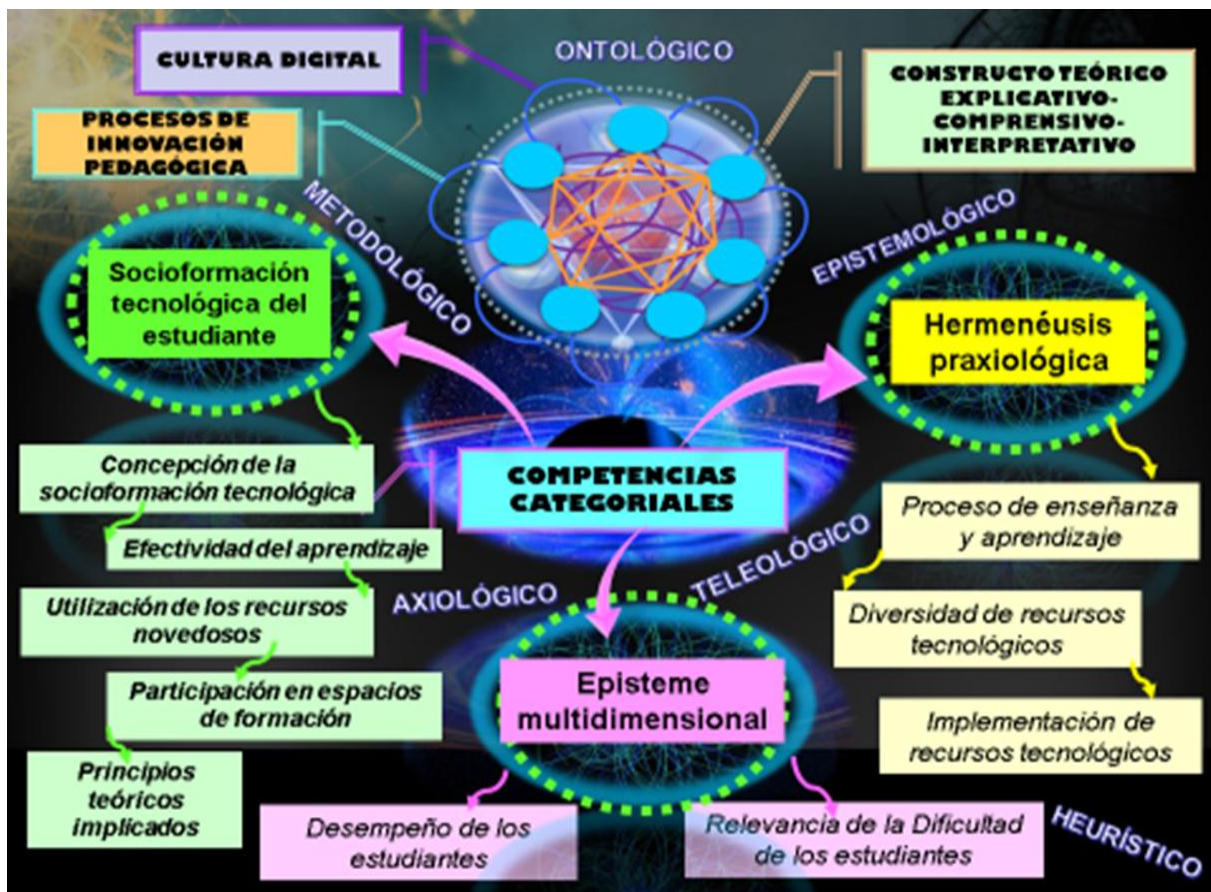 CULTURA DIGITAL
ONTOLÓGICO
CONSTRUCTO TEÓRICO
EXPLICATIVO-
COMPRENSIVO-
INTERPRETATIVO
PROCESOS DE
INNOVACIÓN
PEDAGÓGICA
METODOLÓGICO
EPISTEMOLÓGICO
Socioformación
tecnológica del
estudiante
Hermenéusis
praxiológica
COMPETENCIAS
CATEGORIALES
Concepción de la
socioformación tecnológica
Efectividad del aprendizaje
Utilización de los recursos
novedosos
Participación en espacios
de formación
Principios
teóricos
implicados
AXIOLÓGICO
TELEOLÓGICO
Episteme
multidimensional
Desempeño de los
estudiantes
Relevancia de la Dificultad
de los estudiantes
Proceso de enseñanza
y aprendizaje
Diversidad de recursos
tecnológicos
Implementación de
recursos tecnológicos
HEURÍSTICO